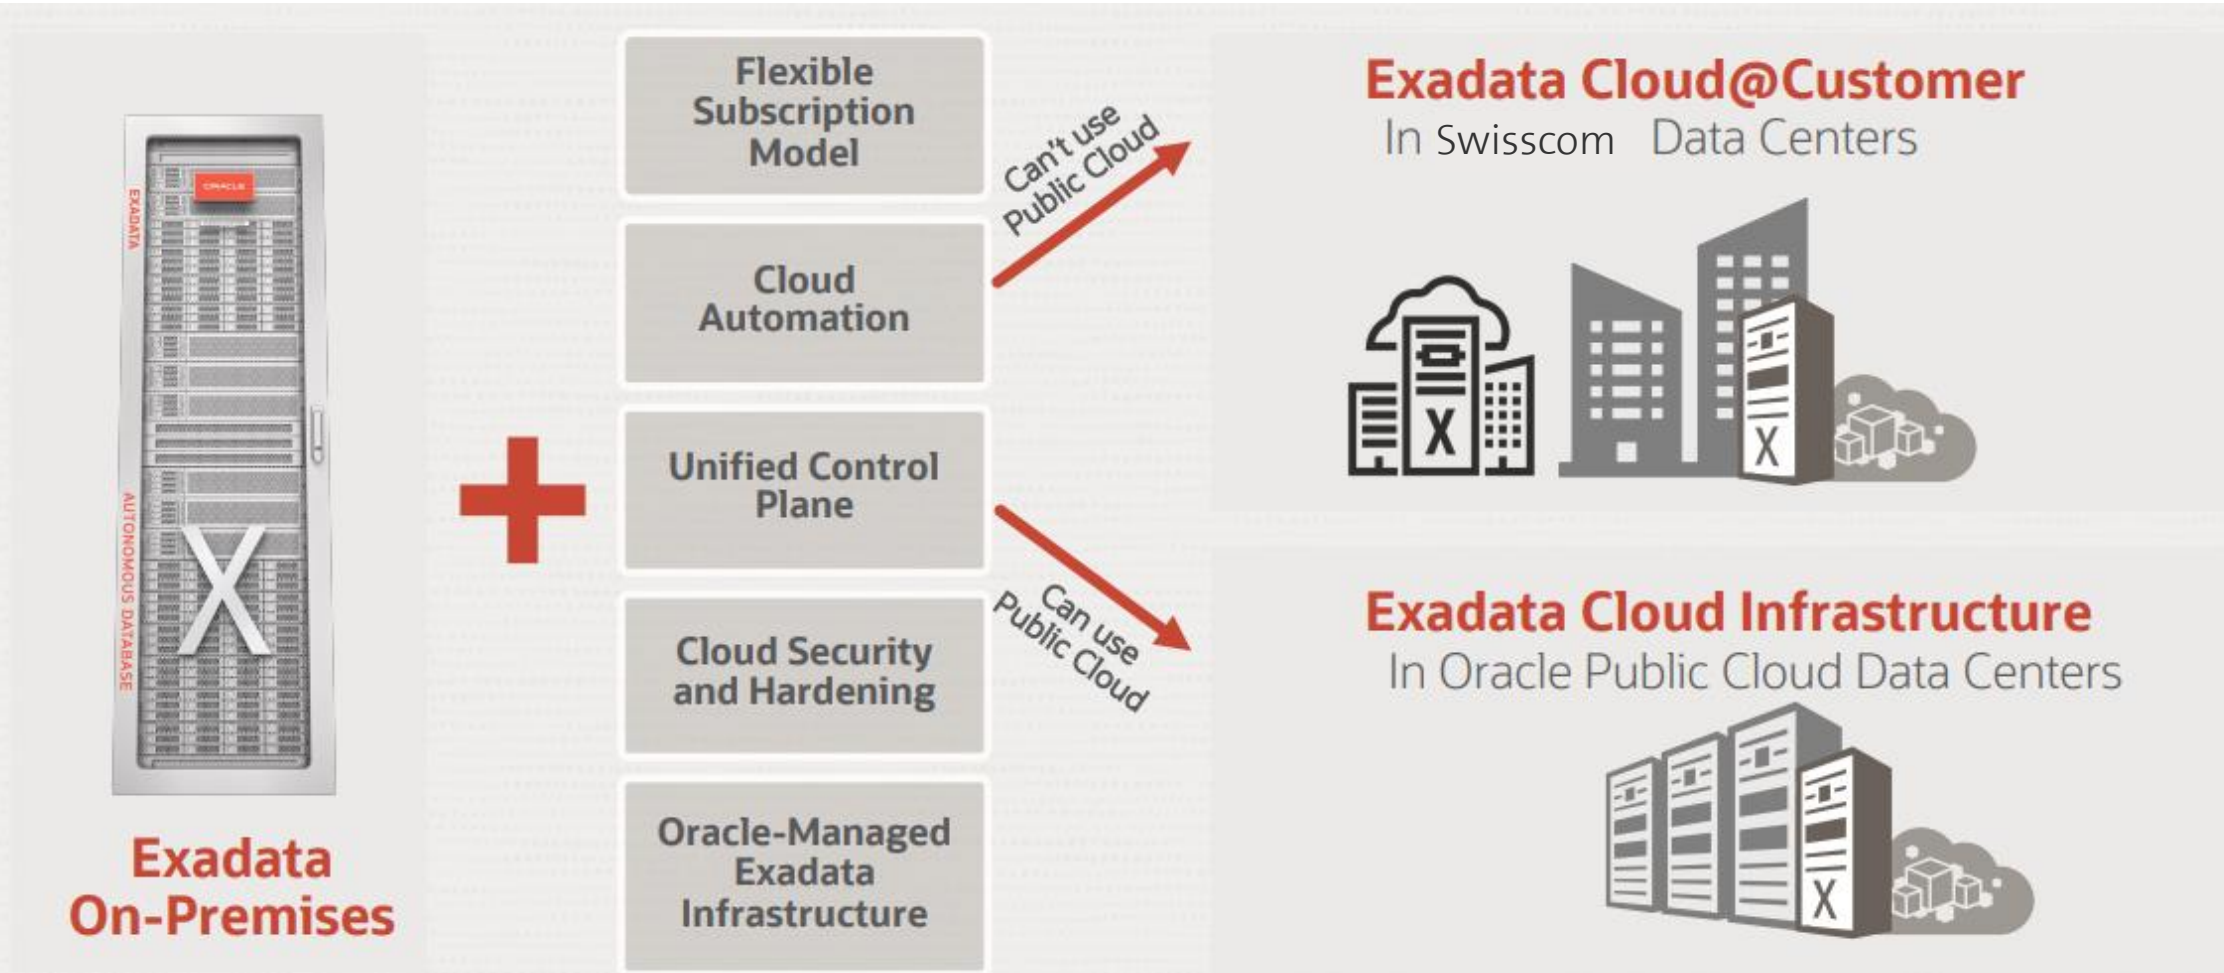 ORACLE
EXADATA
AUTONOMOUS DATABASE
X
Exadata
On-Premises
Flexible
Subscription
Model
Cloud
Automation
Unified Control
Plane
Cloud Security
and Hardening
Oracle-Managed
Exadata
Infrastructure
Can't use
Public Cloud
Can use
Public Cloud
Exadata Cloud@Customer
In Swisscom Data Centers
X
X
Exadata Cloud Infrastructure
In Oracle Public Cloud Data Centers
X